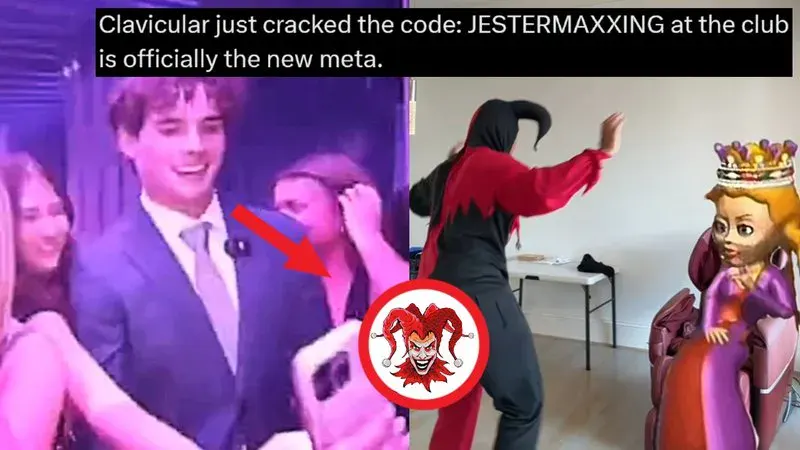 Clavicular just cracked the code: JESTERMAXXING at the club
is officially the new meta.